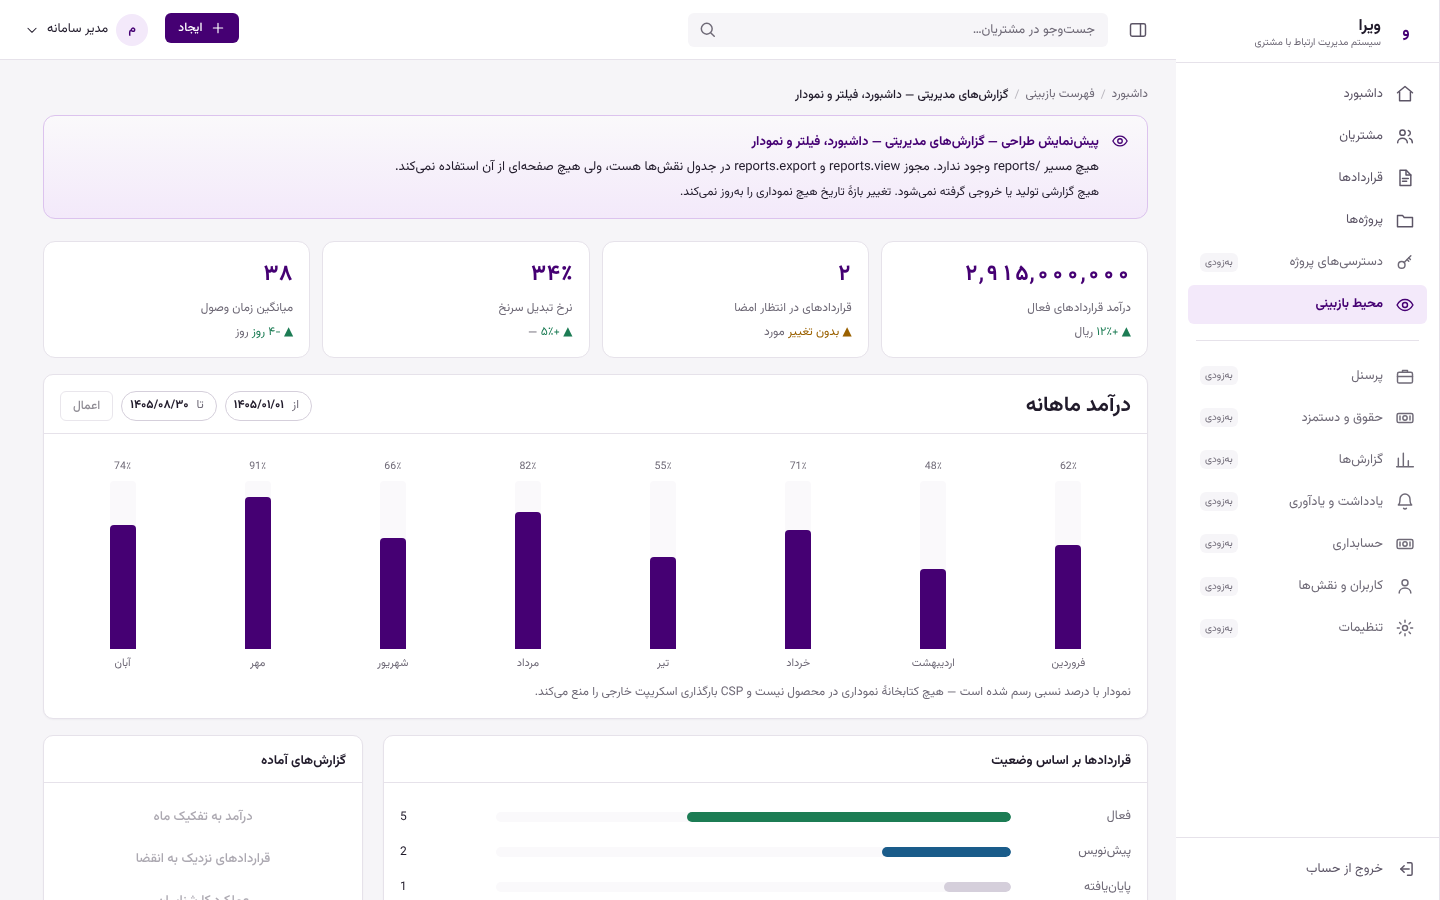 و
ویرا
سیستم مدیریت ارتباط با مشتری
داشبورد
مشتریان
قراردادها
پروژه‌ها
دسترسی‌های پروژه
به‌زودی
محیط بازبینی
پرسنل
به‌زودی
حقوق و دستمزد
به‌زودی
گزارش‌ها
به‌زودی
یادداشت و یادآوری
به‌زودی
حسابداری
به‌زودی
کاربران و نقش‌ها
به‌زودی
تنظیمات
به‌زودی
خروج از حساب
جست‌وجو در مشتریان…
ایجاد
م
مدیر سامانه
داشبورد / فهرست بازبینی / گزارش‌های مدیریتی — داشبورد، فیلتر و نمودار
پیش‌نمایش طراحی — گزارش‌های مدیریتی — داشبورد، فیلتر و نمودار
هیچ مسیر /reports وجود ندارد. مجوز reports.view و reports.export در جدول نقش‌ها هست، ولی هیچ صفحه‌ای از آن استفاده نمی‌کند.
هیچ گزارشی تولید یا خروجی گرفته نمی‌شود. تغییر بازهٔ تاریخ هیچ نموداری را به‌روز نمی‌کند.
۲,۹۱۵,۰۰۰,۰۰۰
درآمد قراردادهای فعال
▲ +۱۲٪ ریال
۲
قراردادهای در انتظار امضا
▲ بدون تغییر مورد
۳۴٪
نرخ تبدیل سرنخ
▲ +۵٪ —
۳۸
میانگین زمان وصول
▲ -۴ روز روز
درآمد ماهانه
از ۱۴۰۵/۰۱/۰۱
تا ۱۴۰۵/۰۸/۳۰
اعمال
62٪
48٪
71٪
55٪
82٪
66٪
91٪
74٪
فروردین
اردیبهشت
خرداد
تیر
مرداد
شهریور
مهر
آبان
نمودار با درصد نسبی رسم شده است — هیچ کتابخانهٔ نموداری در محصول نیست و CSP بارگذاری اسکریپت خارجی را منع می‌کند.
قراردادها بر اساس وضعیت
فعال
5
پیش‌نویس
2
پایان‌یافته
1
گزارش‌های آماده
درآمد به تفکیک ماه
قراردادهای نزدیک به انقضا